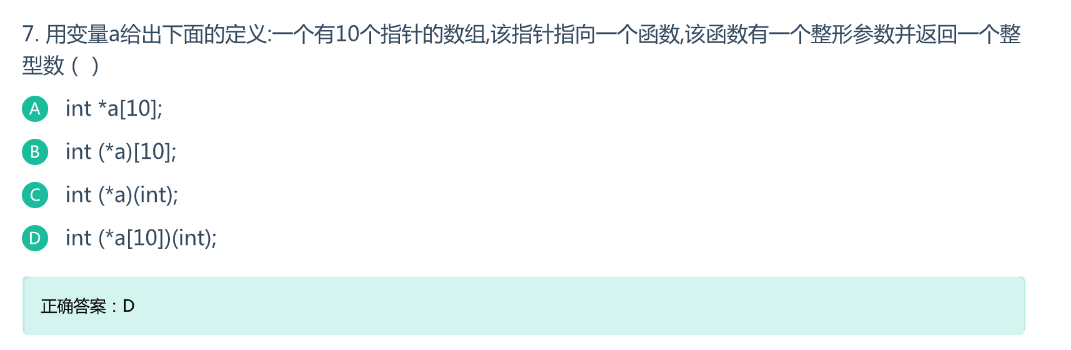 7. 用变量a给出下面的定义:一个有10个指针的数组,该指针指向一个函数,该函数有一个整形参数并返回一个整
型数 ( )
A int *a[10];
B int (*a)[10];
C int (*a)(int);
D int (*a[10])(int);
正确答案：D